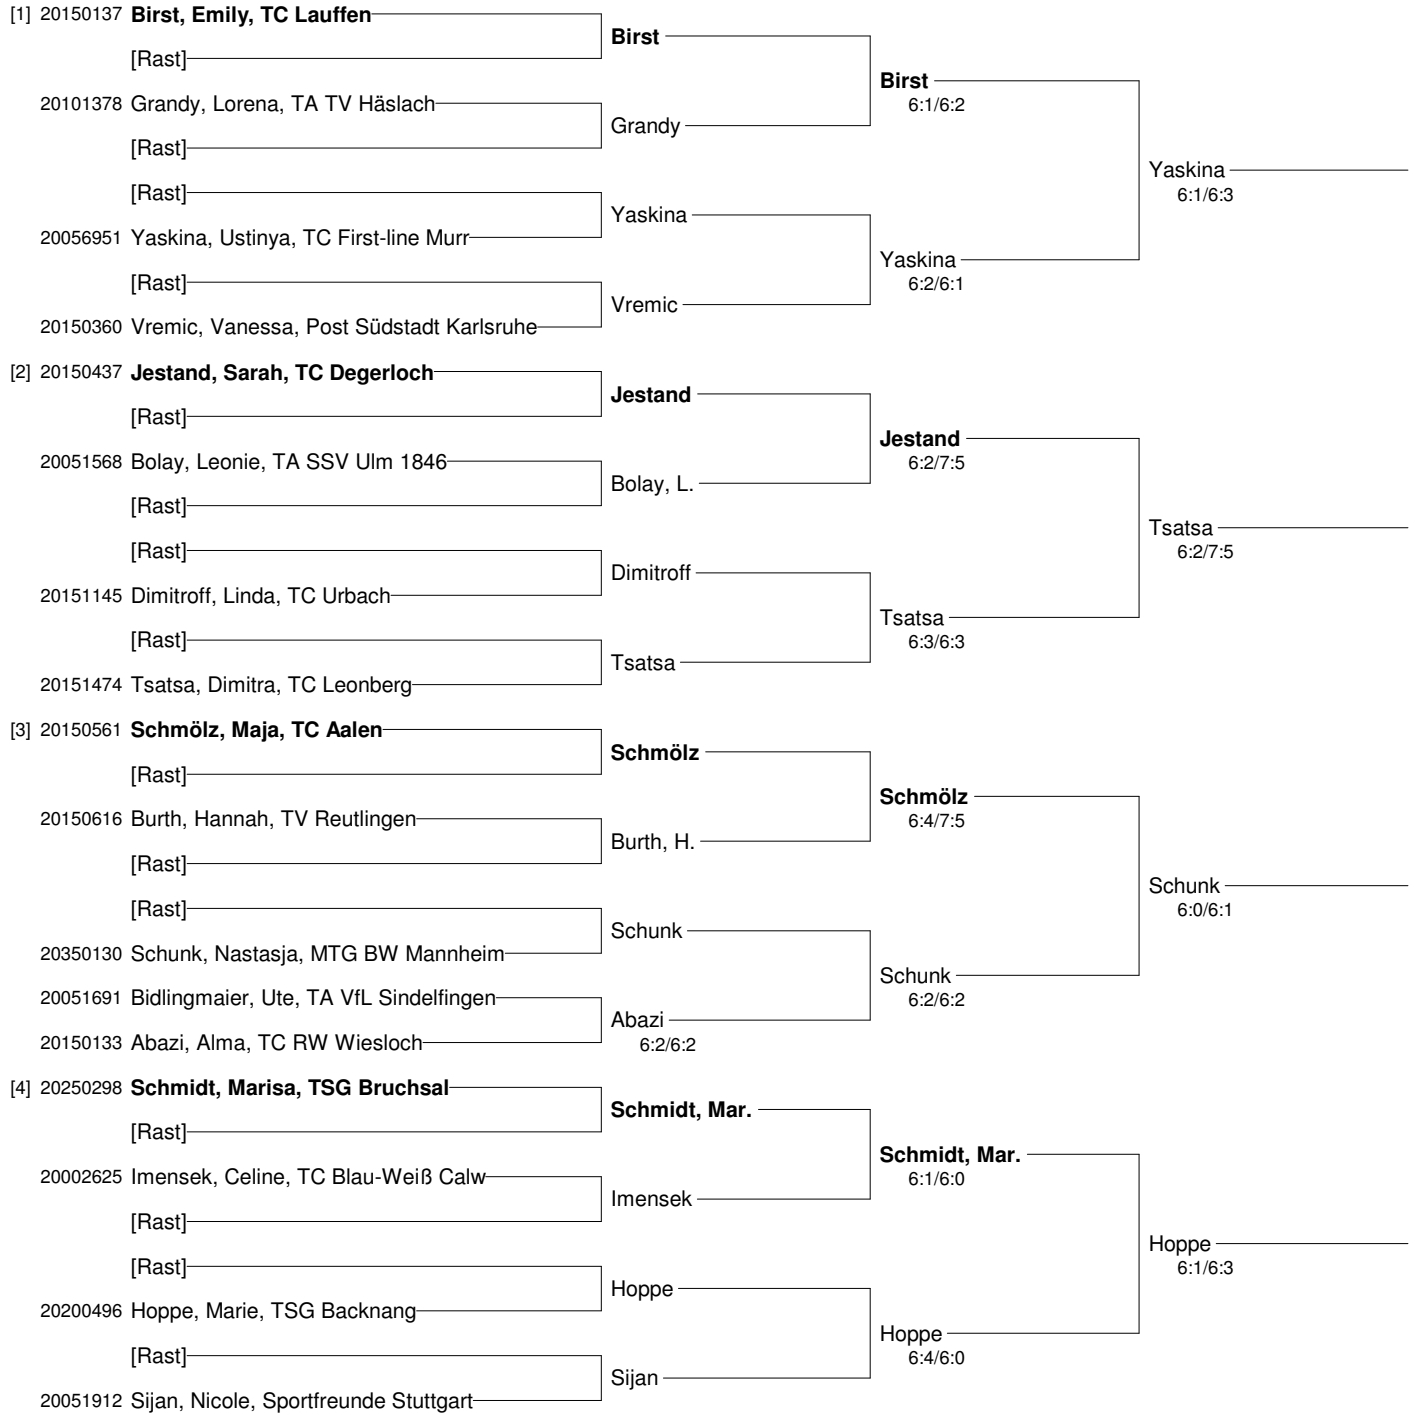 [1] 20150137 Birst, Emily, TC Lauffen
Birst
[Rast]
Birst
6:1/6:2
20101378 Grandy, Lorena, TA TV Häslach
Grandy
[Rast]
Yaskina
6:1/6:3
[Rast]
Yaskina
20056951 Yaskina, Ustinya, TC First-line Murr
Yaskina
6:2/6:1
[Rast]
Vremic
20150360 Vremic, Vanessa, Post Südstadt Karlsruhe
[2] 20150437 Jestand, Sarah, TC Degerloch
Jestand
[Rast]
Jestand
6:2/7:5
20051568 Bolay, Leonie, TA SSV Ulm 1846
Bolay, L.
[Rast]
Tsatsa
6:2/7:5
[Rast]
Dimitroff
20151145 Dimitroff, Linda, TC Urbach
Tsatsa
6:3/6:3
[Rast]
Tsatsa
20151474 Tsatsa, Dimitra, TC Leonberg
[3] 20150561 Schmölz, Maja, TC Aalen
Schmölz
[Rast]
Schmölz
6:4/7:5
20150616 Burth, Hannah, TV Reutlingen
Burth, H.
[Rast]
Schunk
6:0/6:1
[Rast]
Schunk
20350130 Schunk, Nastasja, MTG BW Mannheim
Schunk
6:2/6:2
20051691 Bidlingmaier, Ute, TA VfL Sindelfingen
Abazi
6:2/6:2
20150133 Abazi, Alma, TC RW Wiesloch
[4] 20250298 Schmidt, Marisa, TSG Bruchsal
Schmidt, Mar.
[Rast]
Schmidt, Mar.
6:1/6:0
20002625 Imensek, Celine, TC Blau-Weiß Calw
Imensek
[Rast]
Hoppe
6:1/6:3
[Rast]
Hoppe
20200496 Hoppe, Marie, TSG Backnang
Hoppe
6:4/6:0
[Rast]
Sijan
20051912 Sijan, Nicole, Sportfreunde Stuttgart